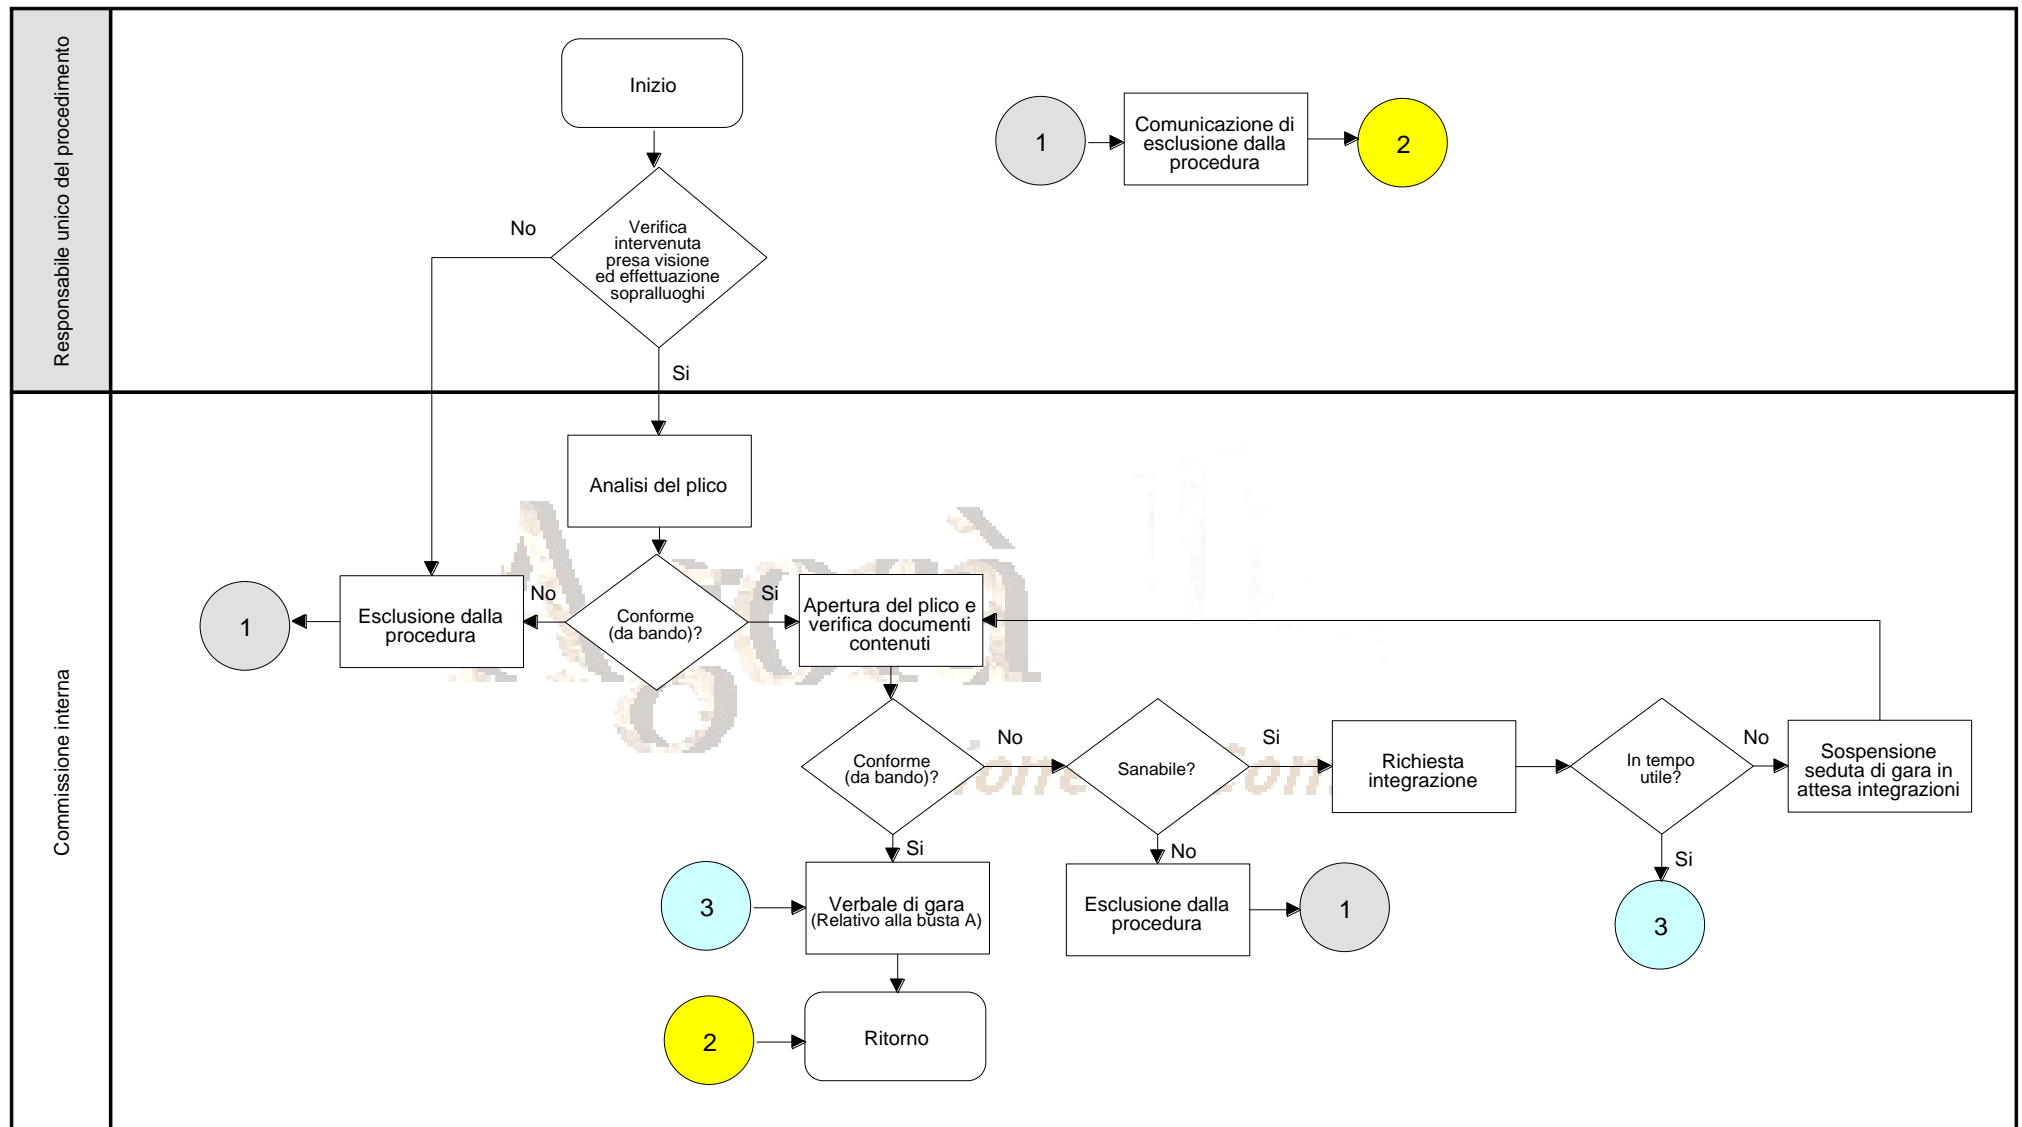 Responsabile unico del procedimento
Inizio
1
Comunicazione di
esclusione dalla
procedura
2
No
Verifica
intervenuta
presa visione
ed effettuazione
sopralluoghi
Si
Commissione interna
Analisi del plico
1
Esclusione dalla
procedura
No
Conforme
(da bando)?
Si
Apertura del plico e
verifica documenti
contenuti
Agorà
Conforme
(da bando)?
No
Sanabile?
Si
Richiesta
integrazione
In tempo
utile?
No
Sospensione
seduta di gara in
attesa integrazioni
Si
No
Si
3
Verbale di gara
(Relativo alla busta A)
Esclusione dalla
procedura
1
3
2
Ritorno